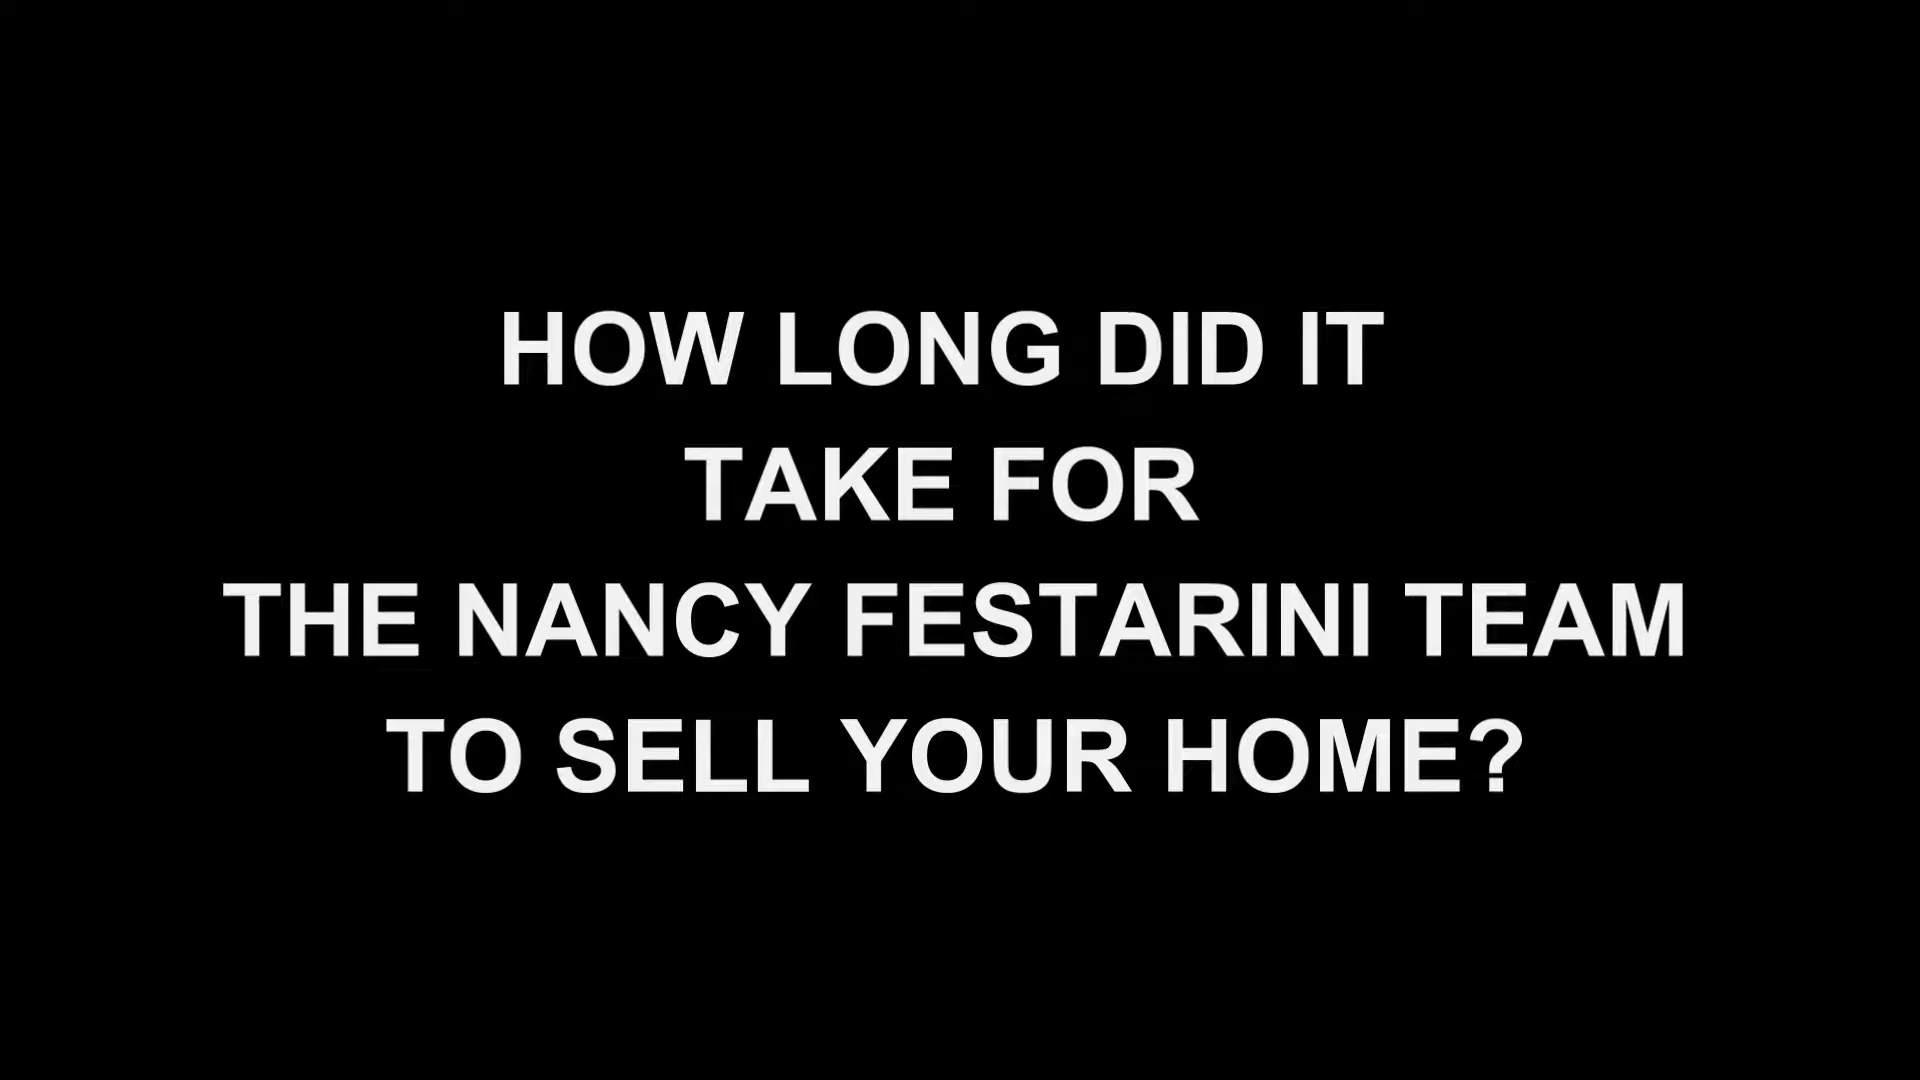 HOW LONG DID IT
TAKE FOR
THE NANCY FESTARINI TEAM
TO SELL YOUR HOME?